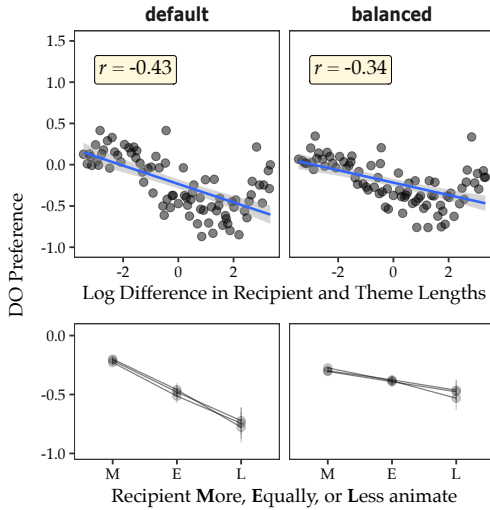 default balanced
1.5
1.0
0.5
0.0
-0.5
-1.0
r = -0.43
r = -0.34
-2 0 2 -2 0 2
Log Difference in Recipient and Theme Lengths
DO Preference
0.0
-0.5
-1.0
M E L M E L
Recipient More, Equally, or Less animate